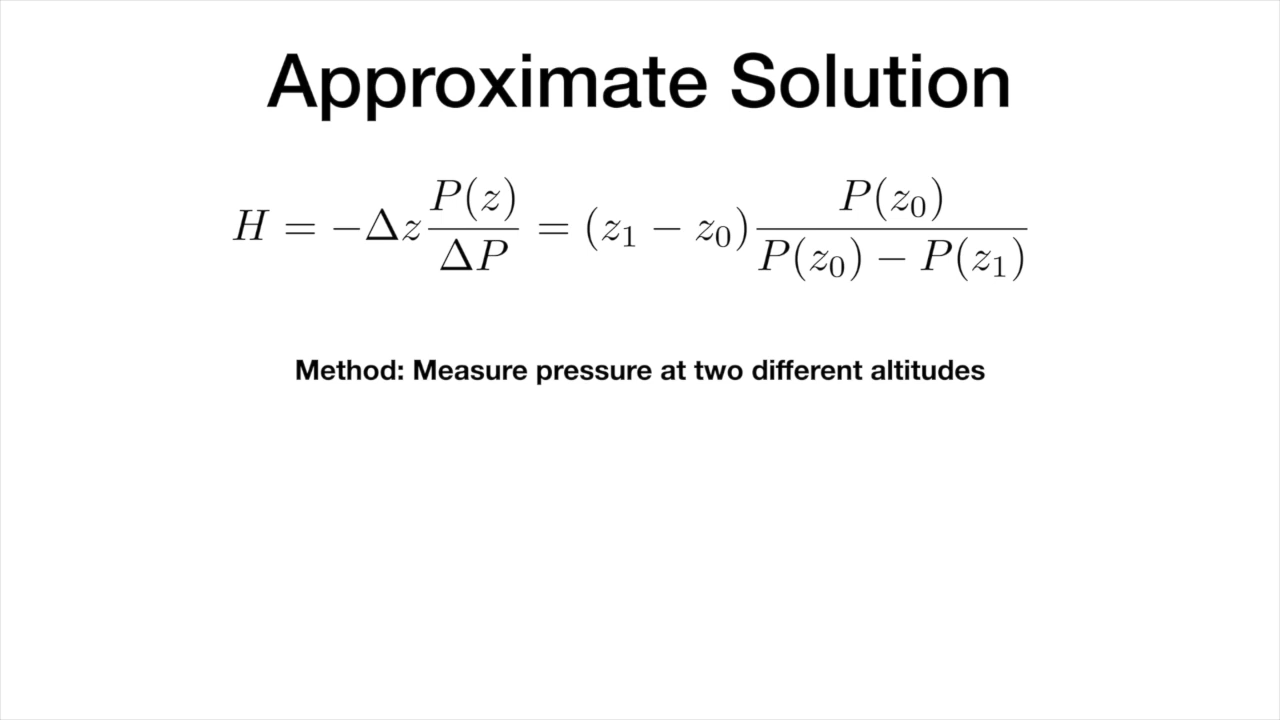 Approximate Solution
H = −Δz P(z)/ΔP = (z₁ − z₀) P(z₀)/(P(z₀) − P(z₁))
Method: Measure pressure at two different altitudes